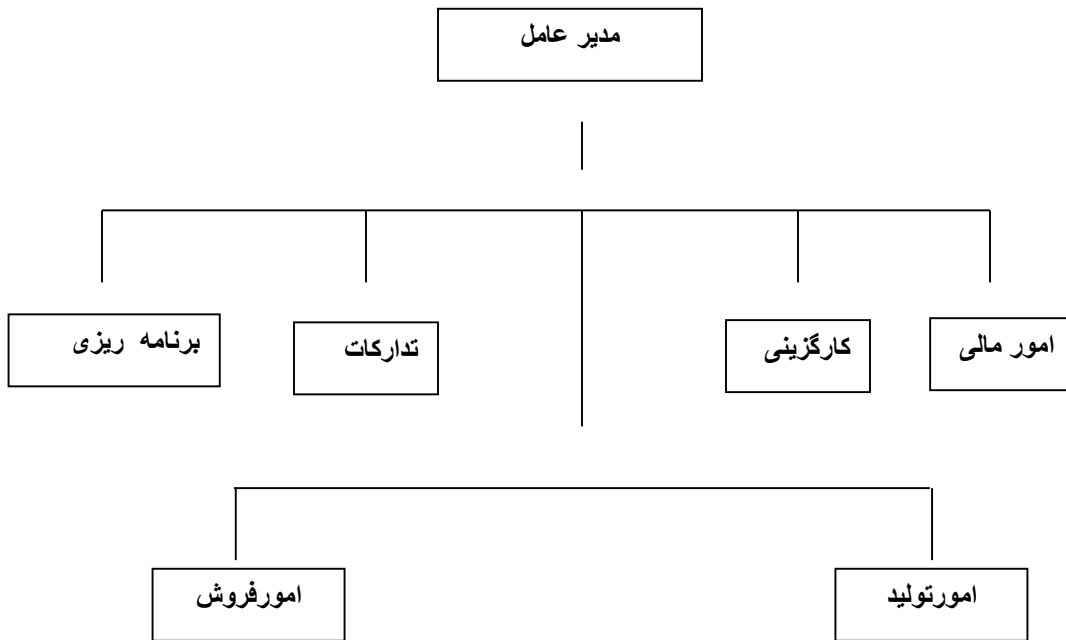 مدیر عامل
امور مالی
کارگزینی
تدارکات
برنامه ریزی
امورتولید
امورفروش